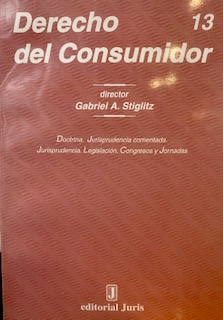 Derecho 13
del Consumidor
director
Gabriel A. Stiglitz
Doctrina. Jurisprudencia comentada.
Jurisprudencia. Legislación. Congresos y Jornadas
J
editorial Juris